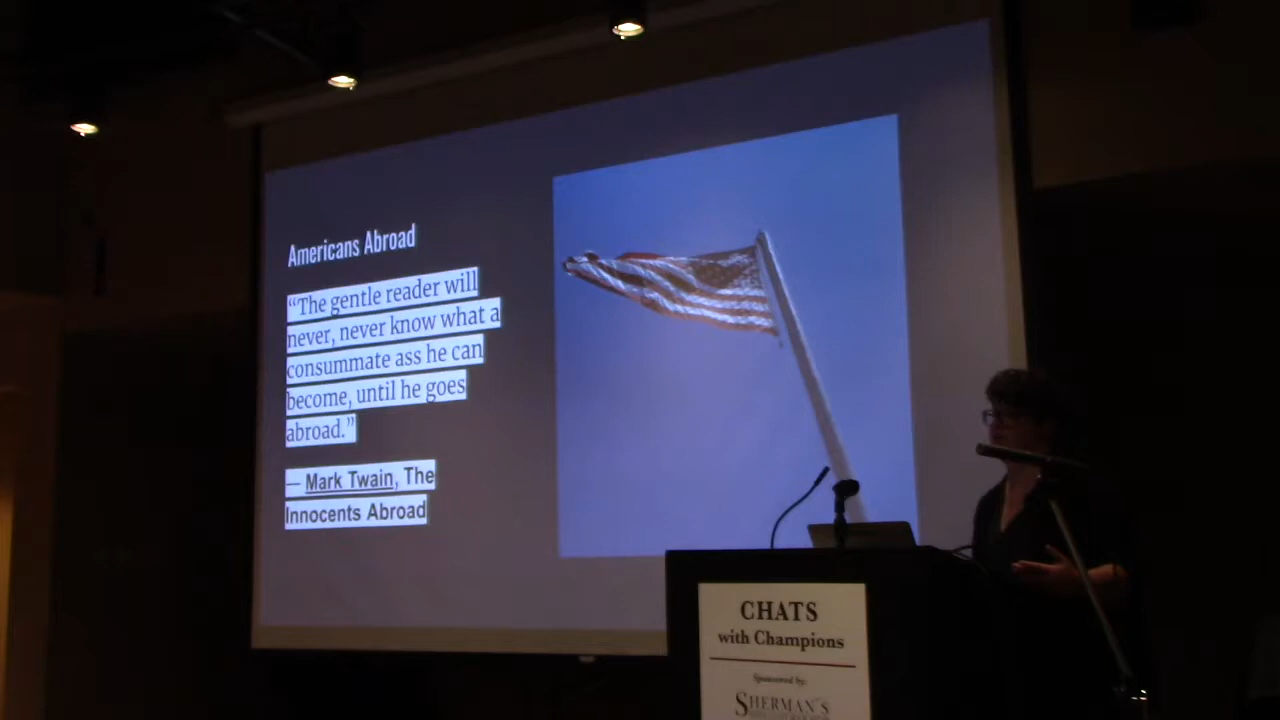 Americans Abroad
“The gentle reader will
never, never know what a
consummate ass he can
become, until he goes
abroad.”
— Mark Twain, The
Innocents Abroad
CHATS
with Champions
Sponsored by:
SHERMAN'S